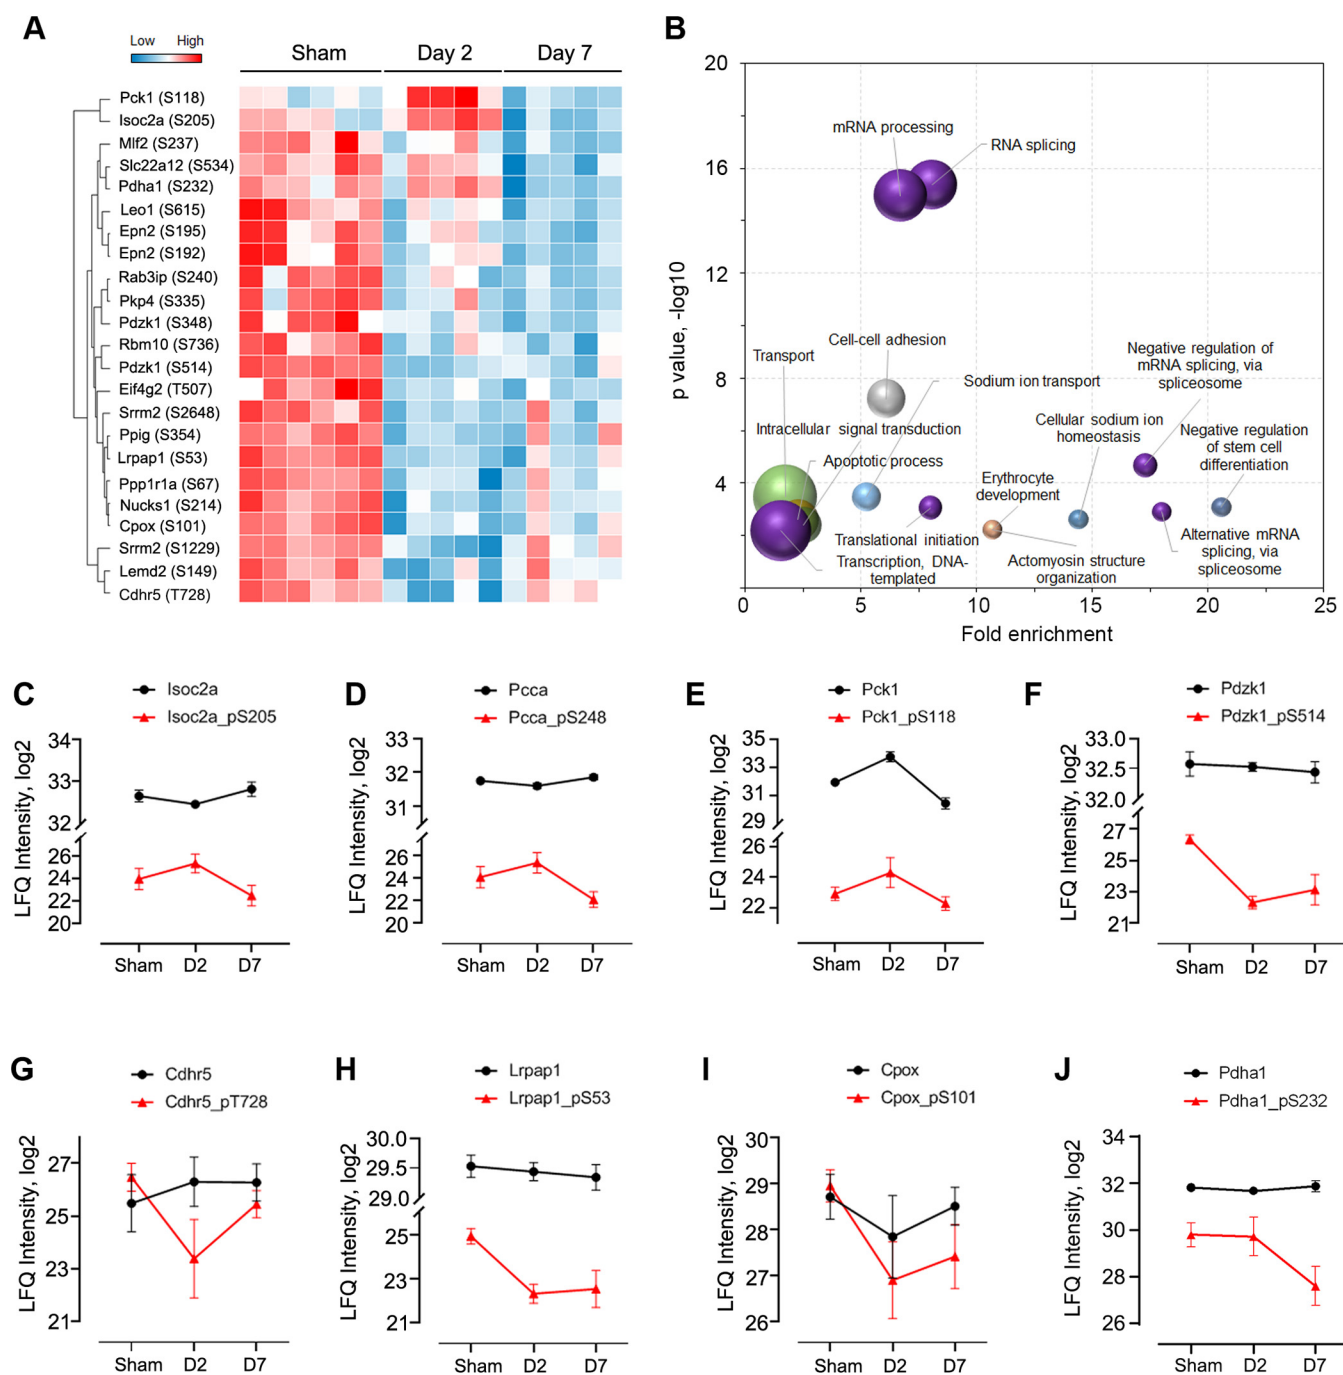 A
Low High
Sham Day 2 Day 7
Pck1 (S118)
Isoc2a (S205)
Mlf2 (S237)
Slc22a12 (S534)
Pdha1 (S232)
Leo1 (S615)
Epn2 (S195)
Epn2 (S192)
Rab3ip (S240)
Pkp4 (S335)
Pdzk1 (S348)
Rbm10 (S736)
Pdzk1 (S514)
Eif4g2 (T507)
Srrm2 (S2648)
Ppig (S354)
Lrpap1 (S53)
Ppp1r1a (S67)
Nucks1 (S214)
Cpox (S101)
Srrm2 (S1229)
Lemd2 (S149)
Cdhr5 (T728)
B
p value, -log10
20
16
12
8
4
0 5 10 15 20 25
Fold enrichment
mRNA processing
RNA splicing
Cell-cell adhesion
Transport
Sodium ion transport
Negative regulation of
mRNA splicing, via
spliceosome
Intracellular signal transduction
Cellular sodium ion
homeostasis
Negative regulation
of stem cell
differentiation
Apoptotic process
Erythrocyte
development
Translational initiation
Transcription, DNA-
templated
Actomyosin structure
organization
Alternative mRNA
splicing, via
spliceosome
C
Isoc2a
Isoc2a_pS205
LFQ Intensity, log2
34
33
32
26
24
22
20
Sham D2 D7
D
Pcca
Pcca_pS248
LFQ Intensity, log2
33
32
31
26
24
22
20
Sham D2 D7
E
Pck1
Pck1_pS118
LFQ Intensity, log2
35
33
31
29
26
24
22
Sham D2 D7
F
Pdzk1
Pdzk1_pS514
LFQ Intensity, log2
33.0
32.5
32.0
27
25
23
21
Sham D2 D7
G
Cdhr5
Cdhr5_pT728
LFQ Intensity, log2
27
25
23
21
Sham D2 D7
H
Lrpap1
Lrpap1_pS53
LFQ Intensity, log2
30.0
29.5
29.0
25
23
21
Sham D2 D7
I
Cpox
Cpox_pS101
LFQ Intensity, log2
30
29
28
27
26
Sham D2 D7
J
Pdha1
Pdha1_pS232
LFQ Intensity, log2
34
32
30
28
26
Sham D2 D7